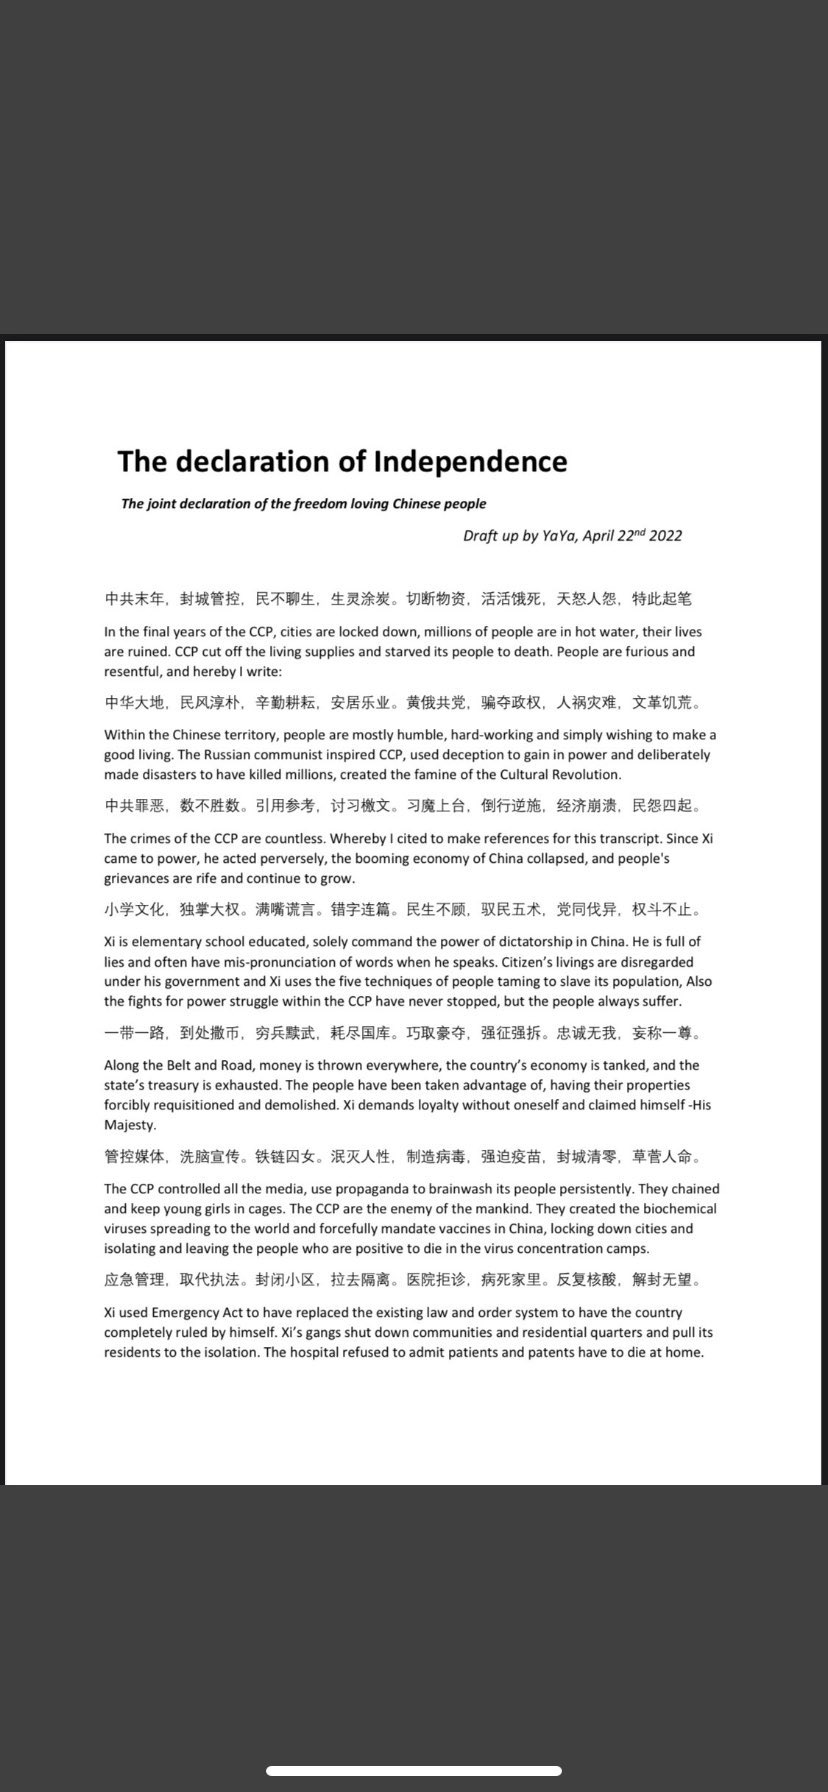 The declaration of Independence
The joint declaration of the freedom loving Chinese people
Draft up by YaYa, April 22nd 2022
中共末年，封城管控，民不聊生，生灵涂炭。切断物资，活活饿死，天怒人怨，特此起笔
In the final years of the CCP, cities are locked down, millions of people are in hot water, their lives
are ruined. CCP cut off the living supplies and starved its people to death. People are furious and
resentful, and hereby I write:
中华大地，民风淳朴，辛勤耕耘，安居乐业。黄俄共党，骗夺政权，人祸灾难，文革饥荒。
Within the Chinese territory, people are mostly humble, hard-working and simply wishing to make a
good living. The Russian communist inspired CCP, used deception to gain in power and deliberately
made disasters to have killed millions, created the famine of the Cultural Revolution.
中共罪恶，数不胜数。引用参考，讨习檄文。习魔上台，倒行逆施，经济崩溃，民怨四起。
The crimes of the CCP are countless. Whereby I cited to make references for this transcript. Since Xi
came to power, he acted perversely, the booming economy of China collapsed, and people's
grievances are rife and continue to grow.
小学文化，独掌大权。满嘴谎言。错字连篇。民生不顾，驭民五术，党同伐异，权斗不止。
Xi is elementary school educated, solely command the power of dictatorship in China. He is full of
lies and often have mis-pronunciation of words when he speaks. Citizen’s livings are disregarded
under his government and Xi uses the five techniques of people taming to slave its population, Also
the fights for power struggle within the CCP have never stopped, but the people always suffer.
一带一路，到处撒币，穷兵黩武，耗尽国库。巧取豪夺，强征强拆。忠诚无我，妄称一尊。
Along the Belt and Road, money is thrown everywhere, the country’s economy is tanked, and the
state’s treasury is exhausted. The people have been taken advantage of, having their properties
forcibly requisitioned and demolished. Xi demands loyalty without oneself and claimed himself -His
Majesty.
管控媒体，洗脑宣传。铁链囚女。泯灭人性，制造病毒，强迫疫苗，封城清零，草菅人命。
The CCP controlled all the media, use propaganda to brainwash its people persistently. They chained
and keep young girls in cages. The CCP are the enemy of the mankind. They created the biochemical
viruses spreading to the world and forcefully mandate vaccines in China, locking down cities and
isolating and leaving the people who are positive to die in the virus concentration camps.
应急管理，取代执法。封闭小区，拉去隔离。医院拒诊，病死家里。反复核酸，解封无望。
Xi used Emergency Act to have replaced the existing law and order system to have the country
completely ruled by himself. Xi’s gangs shut down communities and residential quarters and pull its
residents to the isolation. The hospital refused to admit patients and patents have to die at home.